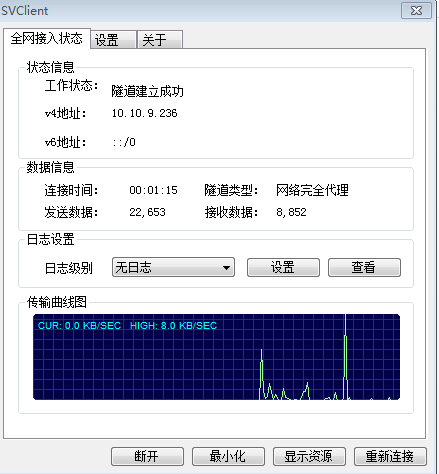 SVClient
全网接入状态 设置 关于
状态信息
工作状态: 隧道建立成功
v4地址: 10.10.9.236
v6地址: ::/0
数据信息
连接时间: 00:01:15 隧道类型: 网络完全代理
发送数据: 22,653 接收数据: 8,852
日志设置
日志级别 无日志 设置 查看
传输曲线图
CUR: 0.0 KB/SEC HIGH: 8.0 KB/SEC
断开 最小化 显示资源 重新连接